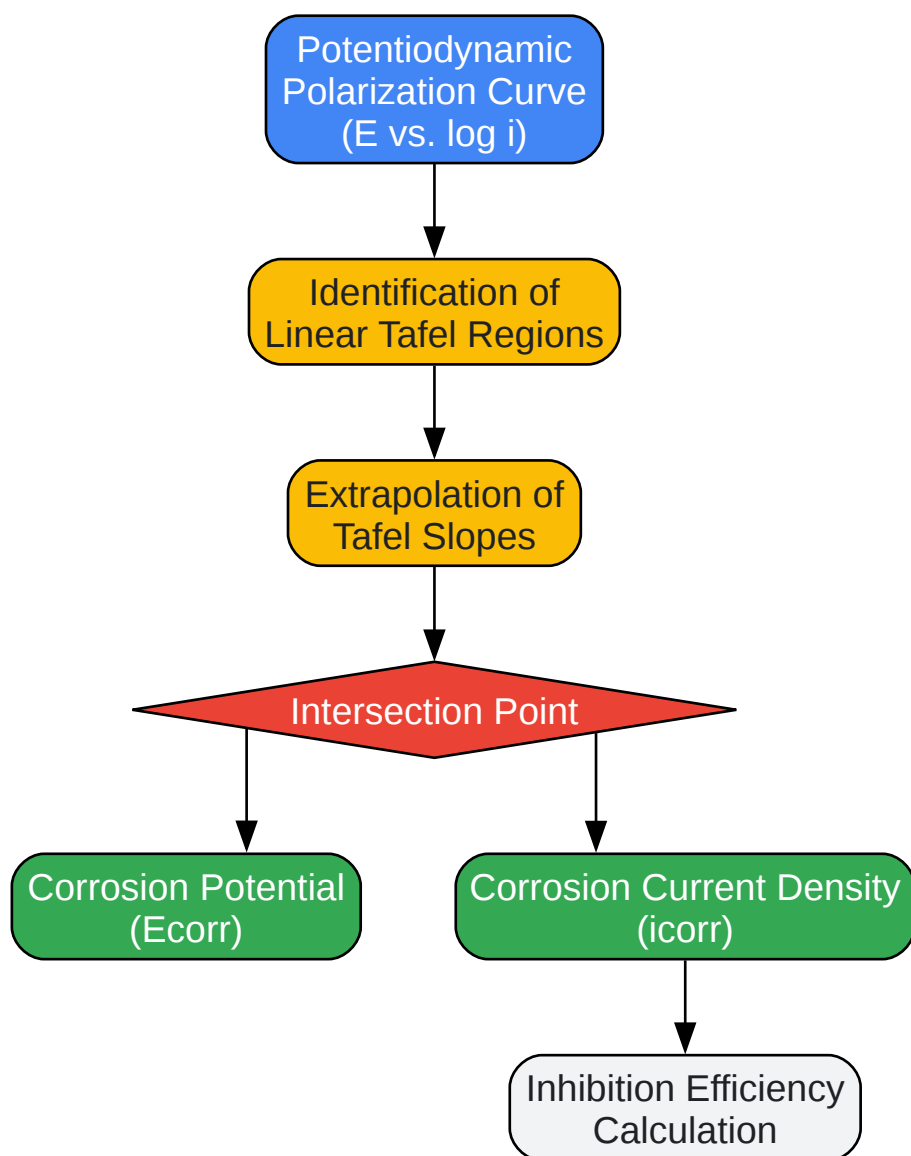 Potentiodynamic
Polarization Curve
(E vs. log i)
Identification of
Linear Tafel Regions
Extrapolation of
Tafel Slopes
Intersection Point
Corrosion Potential
(Ecorr)
Corrosion Current Density
(icorr)
Inhibition Efficiency
Calculation